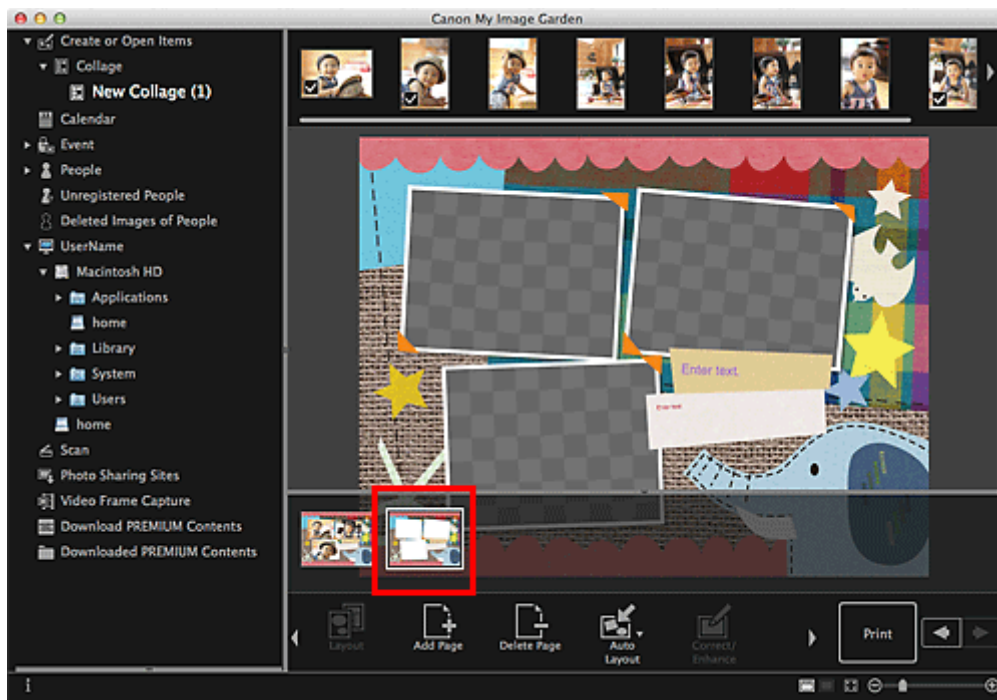 Canon My Image Garden
Create or Open Items
Collage
New Collage (1)
Calendar
Event
People
Unregistered People
Deleted Images of People
UserName
Macintosh HD
Applications
home
Library
System
Users
home
Scan
Photo Sharing Sites
Video Frame Capture
Download PREMIUM Contents
Downloaded PREMIUM Contents
Enter text.
Enter text.
Layout
Add Page
Delete Page
Auto
Layout
Correct/
Enhance
Print